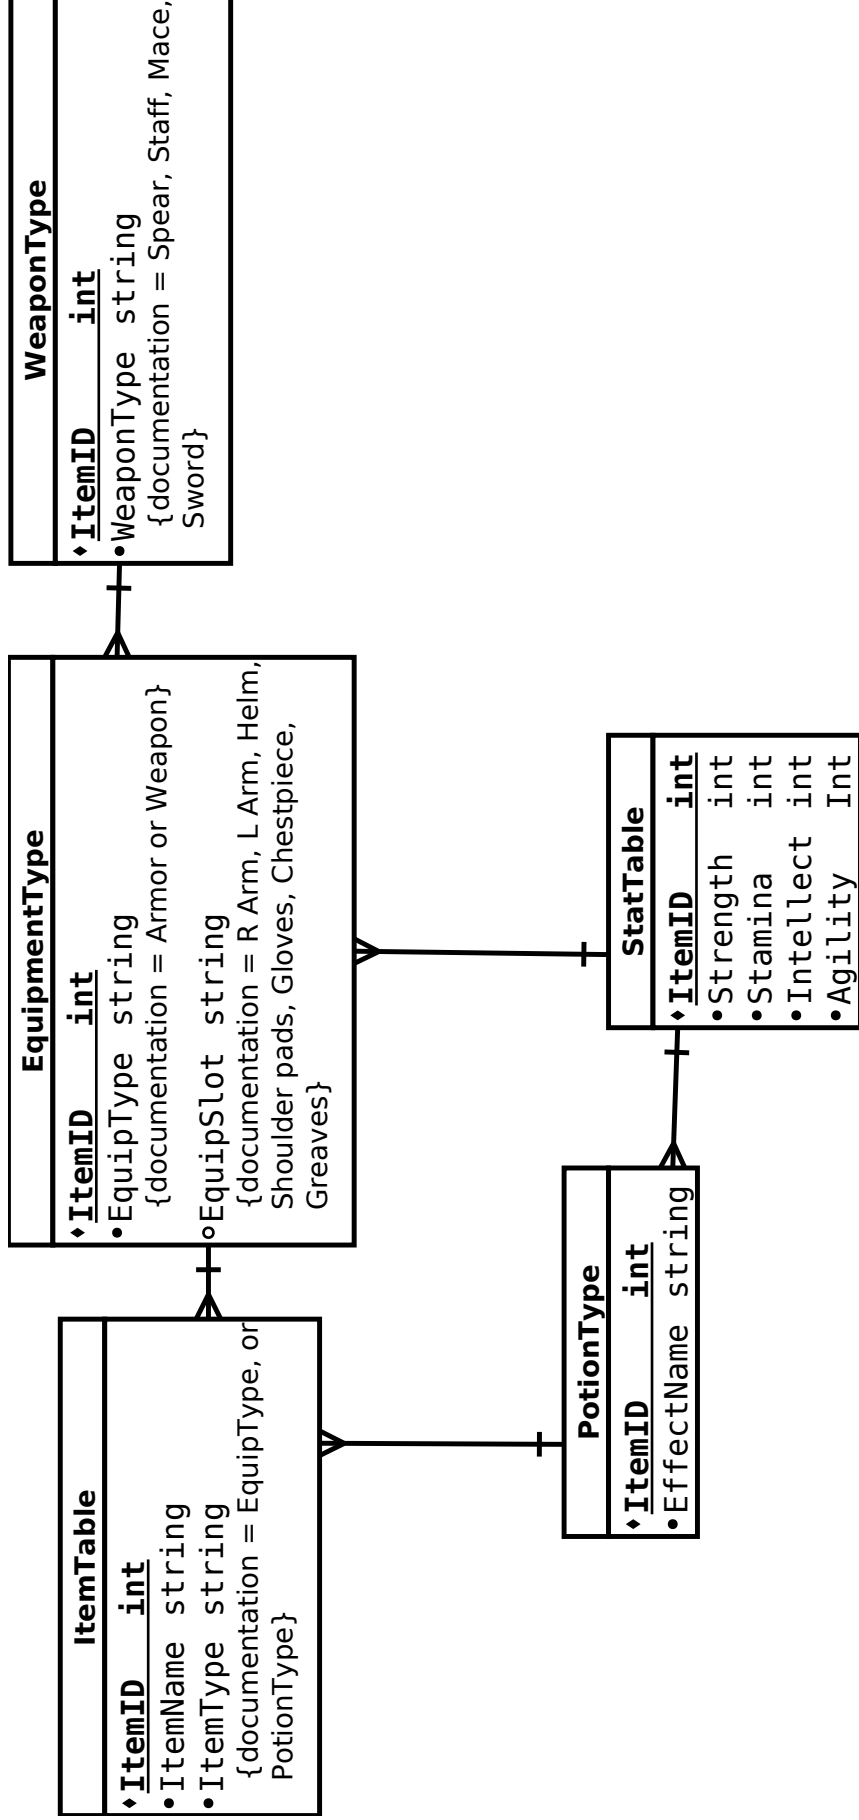 ItemTable
ItemID int
ItemName string
ItemType string
{documentation = EquipType, or
PotionType}
EquipmentType
ItemID int
EquipType string
{documentation = Armor or Weapon}
EquipSlot string
{documentation = R Arm, L Arm, Helm,
Shoulder pads, Gloves, Chestpiece,
Greaves}
WeaponType
ItemID int
WeaponType string
{documentation = Spear, Staff, Mace,
Sword}
PotionType
ItemID int
EffectName string
StatTable
ItemID int
Strength int
Stamina int
Intellect int
Agility Int